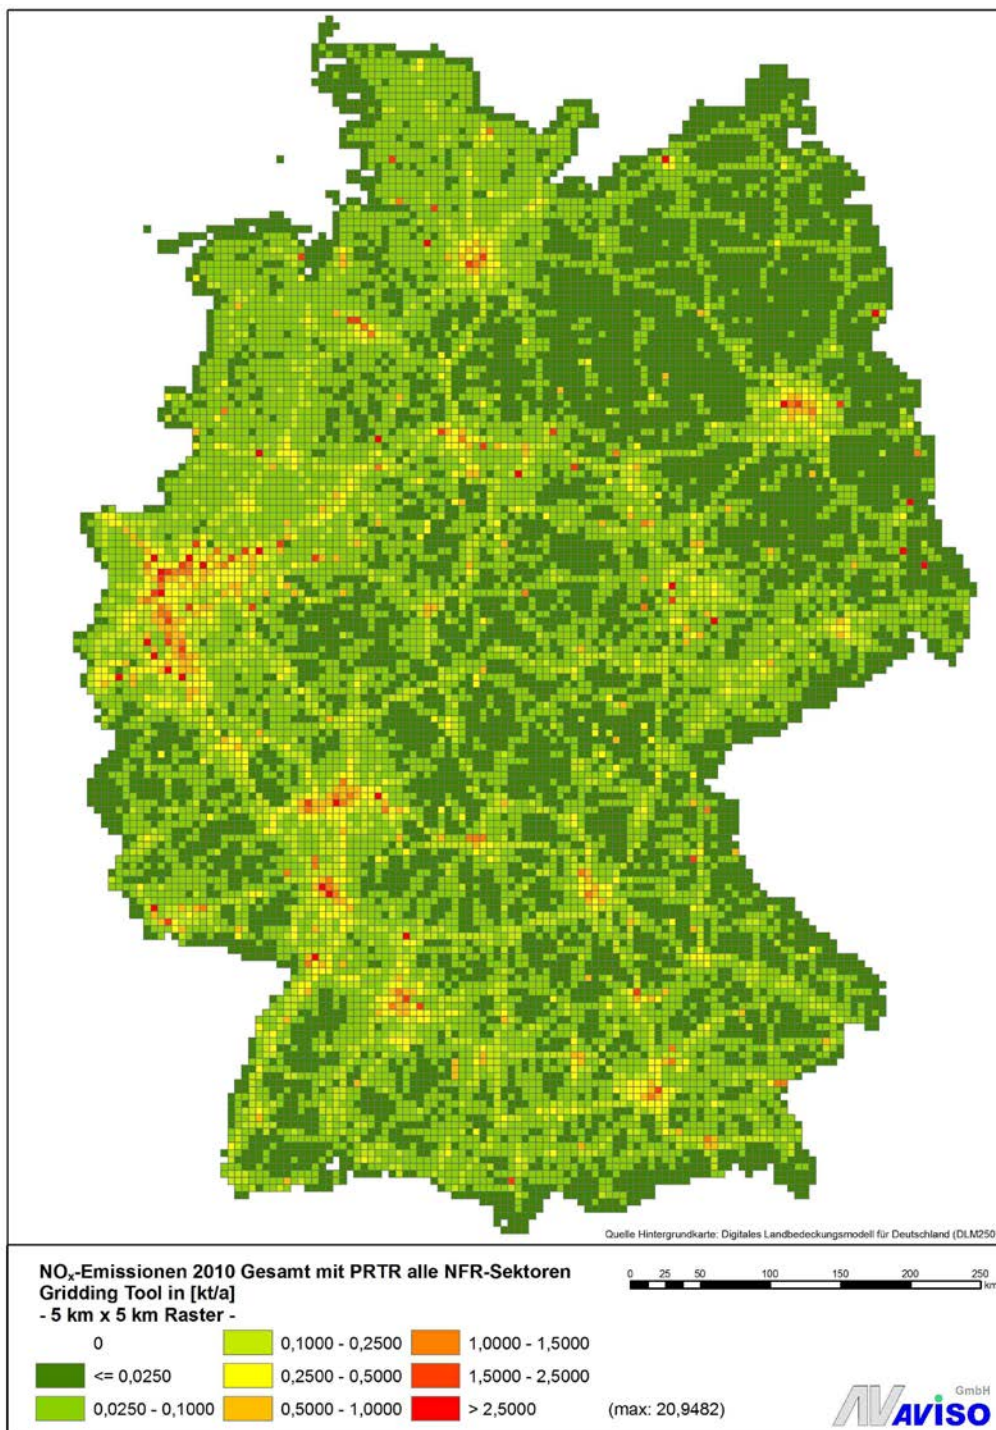 Quelle Hintergrundkarte: Digitales Landbedeckungsmodell für Deutschland (DLM250
NOₓ-Emissionen 2010 Gesamt mit PRTR alle NFR-Sektoren
Gridding Tool in [kt/a]
- 5 km x 5 km Raster -
0 25 50 100 150 200 250
km
0 0,1000 - 0,2500 1,0000 - 1,5000
<= 0,0250 0,2500 - 0,5000 1,5000 - 2,5000
0,0250 - 0,1000 0,5000 - 1,0000 > 2,5000 (max: 20,9482)
GmbH
AVISO